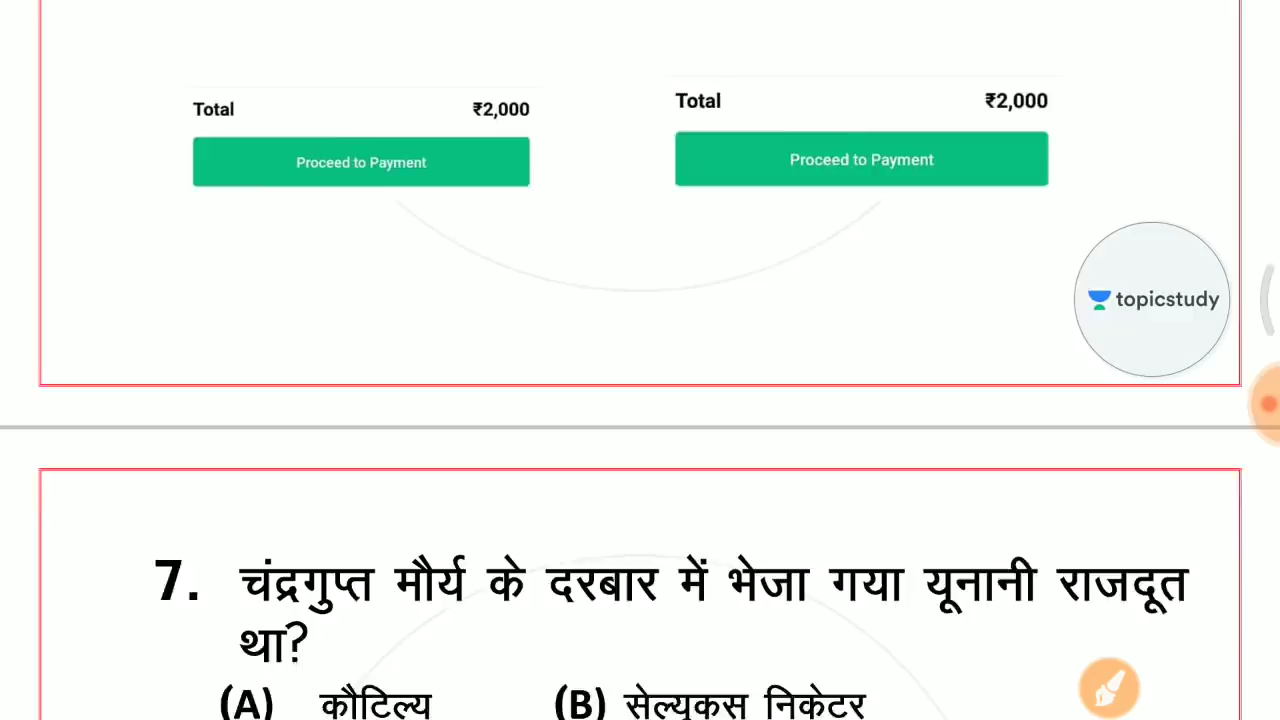 Total ₹2,000
Proceed to Payment
Total ₹2,000
Proceed to Payment
topicstudy
7. चंद्रगुप्त मौर्य के दरबार में भेजा गया यूनानी राजदूत
था?
(A) कौटिल्य (B) सेल्यूकस निकेटर